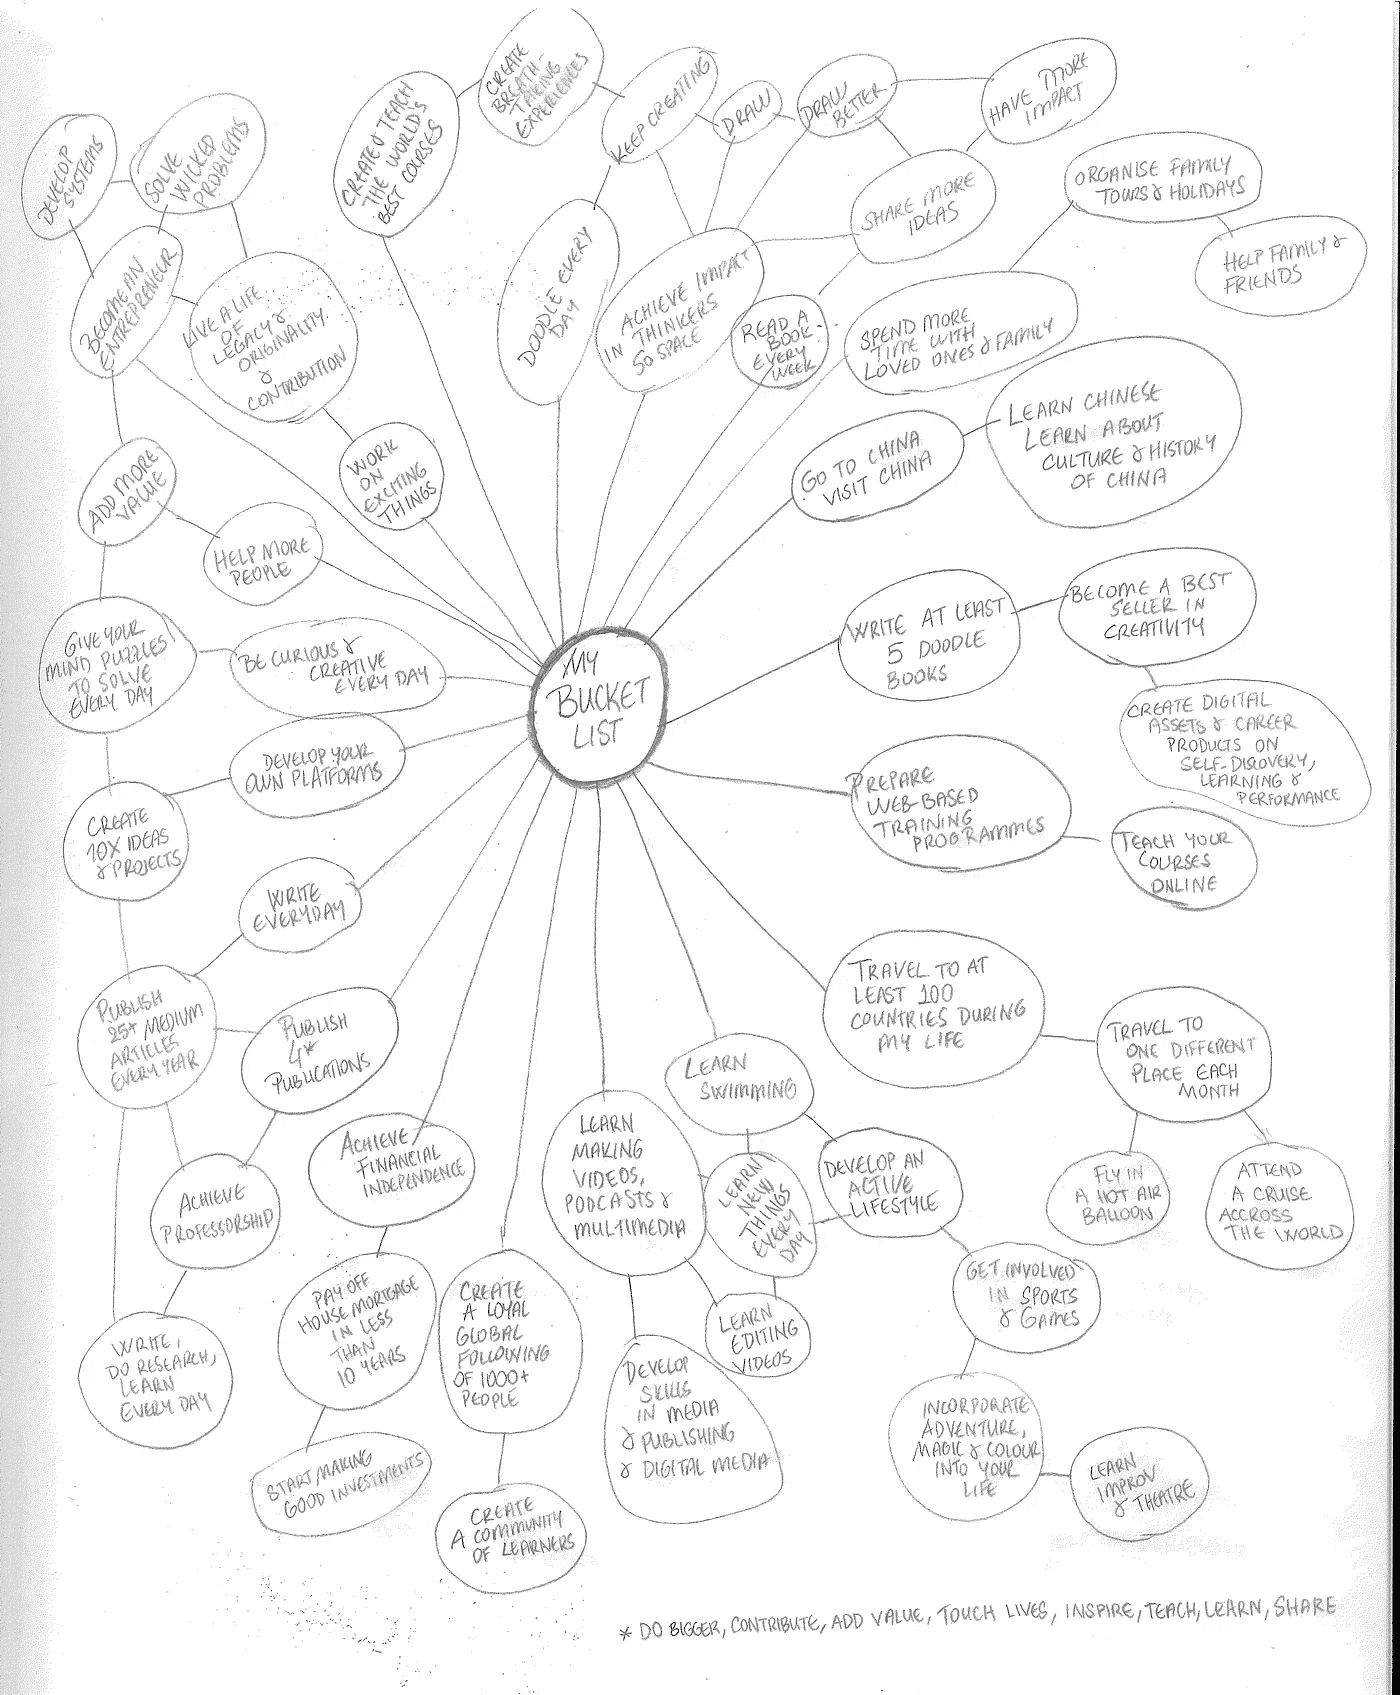 MY
BUCKET
LIST
CREATE
BREATH-
TAKING
EXPERIENCES
KEEP CREATING
DRAW
DRAW
BETTER
HAVE MORE
IMPACT
SHARE MORE
IDEAS
CREATE & TEACH
THE WORLD'S
BEST COURSES
DEVELOP
SYSTEMS
SOLVE
WICKED
PROBLEMS
BECOME AN
ENTREPRENEUR
LIVE A LIFE
OF
LEGACY &
ORIGINALITY
&
CONTRIBUTION
WORK
ON
EXCITING
THINGS
DOODLE EVERY
DAY
ACHIEVE IMPACT
IN THINKERS
50 SPACE
READ A
BOOK
EVERY
WEEK
SPEND MORE
TIME WITH
LOVED ONES & FAMILY
ORGANISE FAMILY
TOURS & HOLIDAYS
HELP FAMILY &
FRIENDS
GO TO CHINA
VISIT CHINA
LEARN CHINESE
LEARN ABOUT
CULTURE & HISTORY
OF CHINA
ADD MORE
VALUE
HELP MORE
PEOPLE
GIVE YOUR
MIND PUZZLES
TO SOLVE
EVERY DAY
BE CURIOUS &
CREATIVE
EVERY DAY
DEVELOP YOUR
OWN PLATFORMS
CREATE
10X IDEAS
& PROJECTS
WRITE
EVERYDAY
PUBLISH
25+ MEDIUM
ARTICLES
EVERY YEAR
PUBLISH
4*
PUBLICATIONS
ACHIEVE
PROFESSORSHIP
WRITE,
DO RESEARCH,
LEARN
EVERY DAY
ACHIEVE
FINANCIAL
INDEPENDENCE
PAY OFF
HOUSE MORTGAGE
IN LESS
THAN
10 YEARS
START MAKING
GOOD INVESTMENTS
CREATE
A LOYAL
GLOBAL
FOLLOWING
OF 1000+
PEOPLE
CREATE
A COMMUNITY
OF LEARNERS
LEARN
MAKING
VIDEOS,
PODCASTS &
MULTIMEDIA
DEVELOP
SKILLS
IN MEDIA
& PUBLISHING
& DIGITAL MEDIA
LEARN
EDITING
VIDEOS
LEARN
NEW
THINGS
EVERY
DAY
LEARN
SWIMMING
DEVELOP AN
ACTIVE
LIFESTYLE
GET INVOLVED
IN SPORTS
& GAMES
INCORPORATE
ADVENTURE,
MAGIC & COLOUR
INTO YOUR
LIFE
LEARN
IMPROV
& THEATRE
WRITE AT LEAST
5 DOODLE
BOOKS
BECOME A BEST
SELLER IN
CREATIVITY
CREATE DIGITAL
ASSETS & CAREER
PRODUCTS ON
SELF-DISCOVERY,
LEARNING &
PERFORMANCE
PREPARE
WEB-BASED
TRAINING
PROGRAMMES
TEACH YOUR
COURSES
ONLINE
TRAVEL TO AT
LEAST 100
COUNTRIES DURING
MY LIFE
TRAVEL TO
ONE DIFFERENT
PLACE EACH
MONTH
FLY IN
A HOT AIR
BALLOON
ATTEND
A CRUISE
ACCROSS
THE WORLD
* DO BIGGER, CONTRIBUTE, ADD VALUE, TOUCH LIVES, INSPIRE, TEACH, LEARN, SHARE